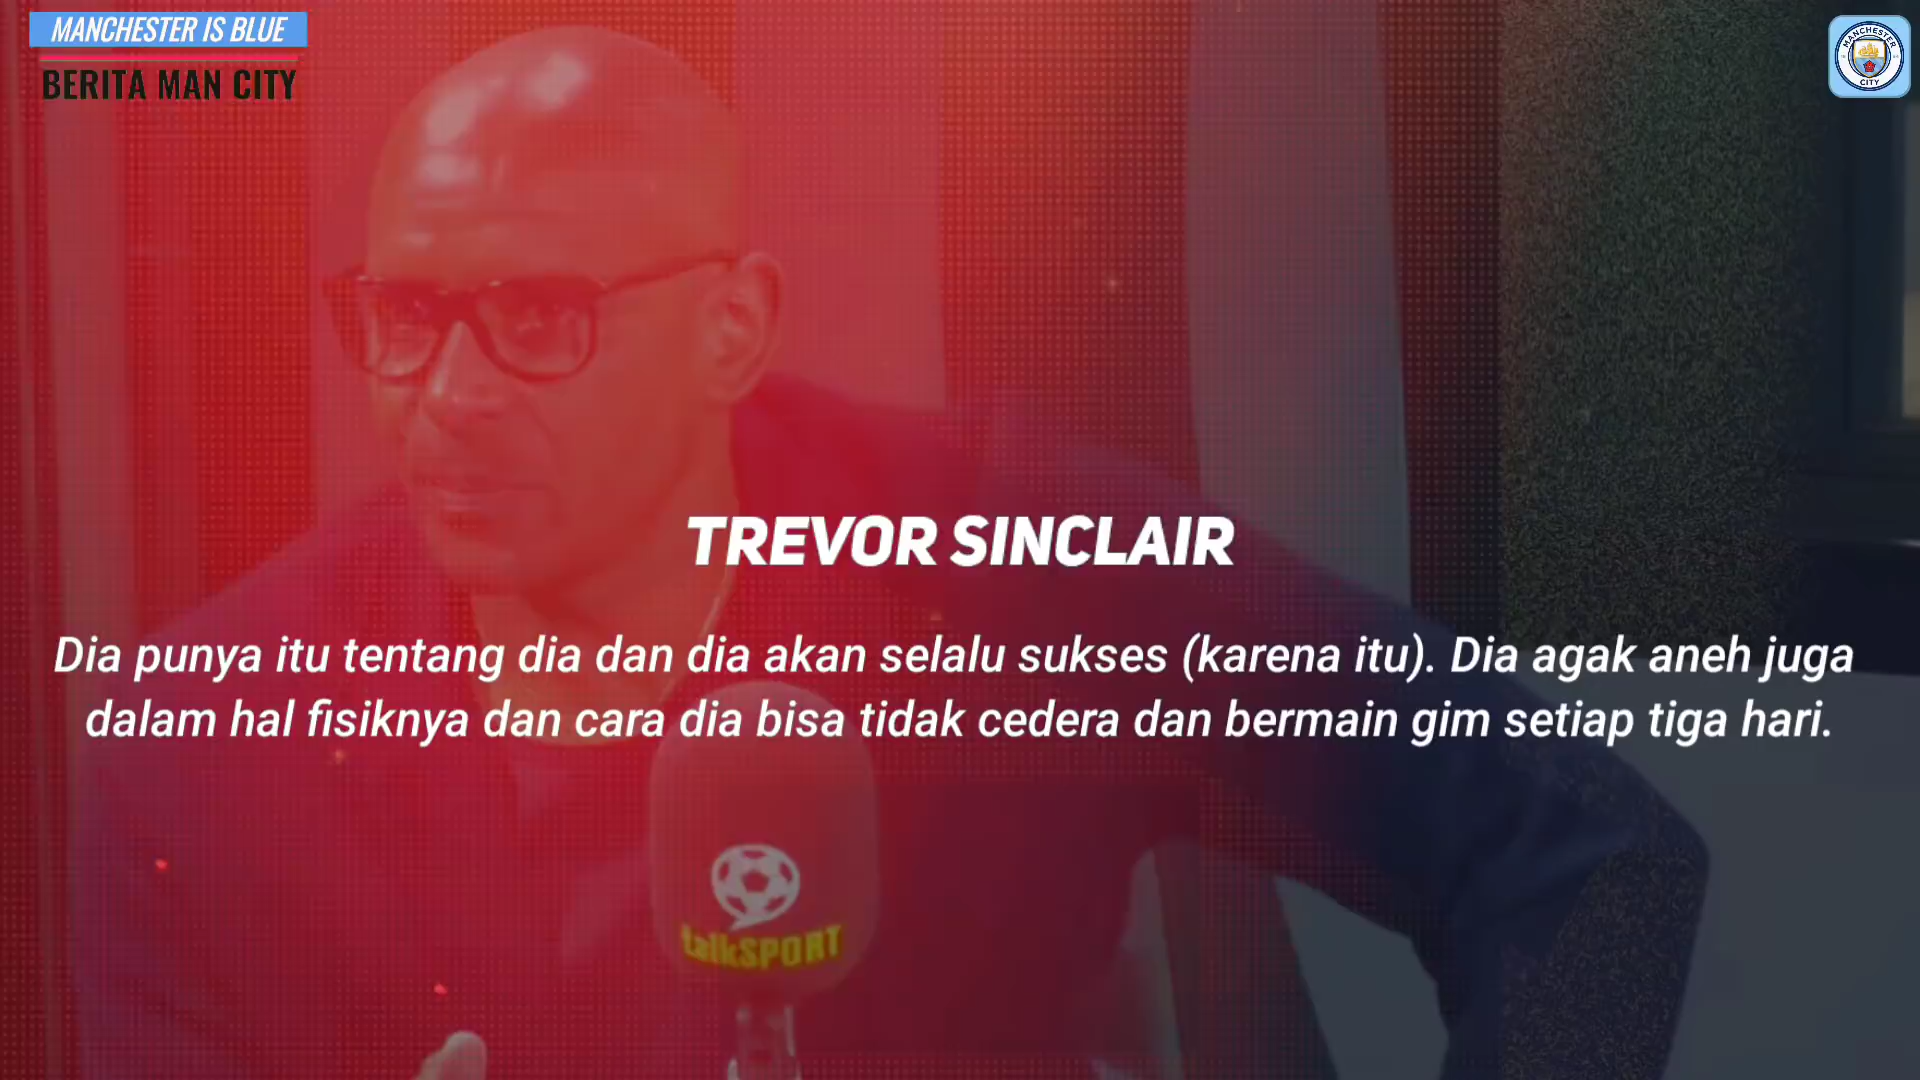 MANCHESTER IS BLUE
BERITA MAN CITY
MANCHESTER
CITY
TREVOR SINCLAIR
Dia punya itu tentang dia dan dia akan selalu sukses (karena itu). Dia agak aneh juga
dalam hal fisiknya dan cara dia bisa tidak cedera dan bermain gim setiap tiga hari.
talkSPORT